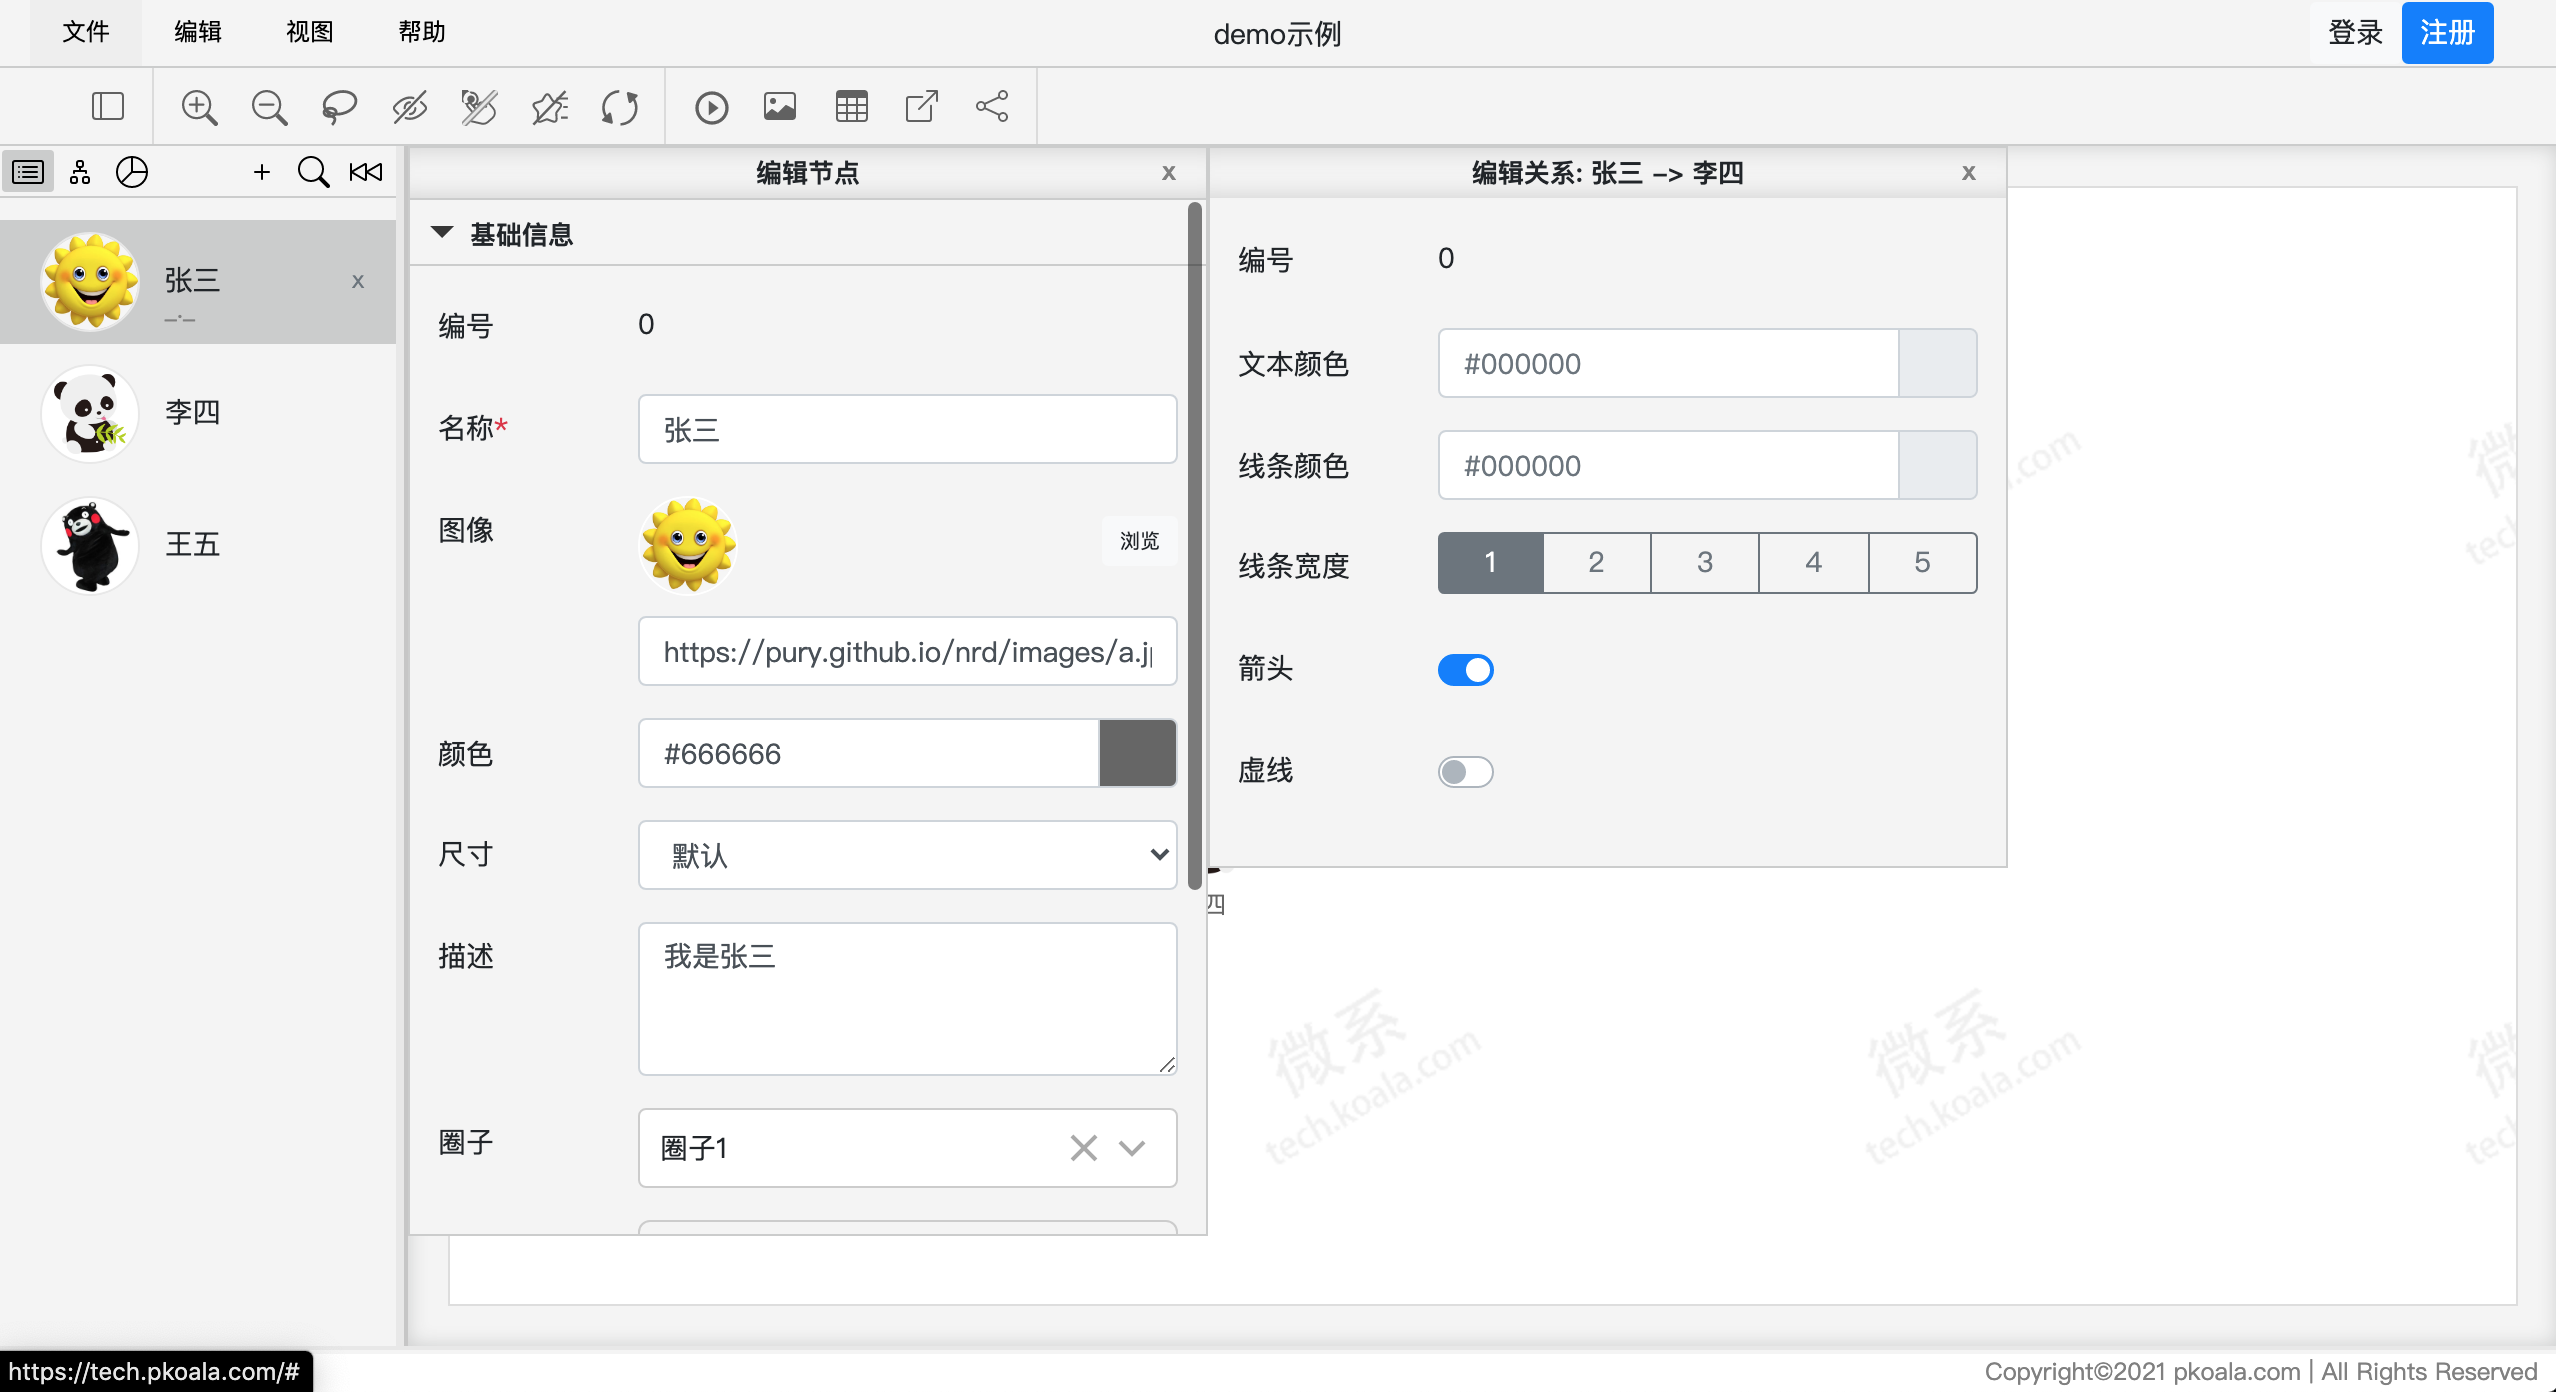 文件 编辑 视图 帮助 demo示例 登录 注册
编辑节点 x
编辑关系: 张三 -> 李四 x
张三 x
-·-
李四
王五
基础信息
编号 0
名称* 张三
图像 浏览
https://pury.github.io/nrd/images/a.j
颜色 #666666
尺寸 默认
描述 我是张三
圈子 圈子1
编号 0
文本颜色 #000000
线条颜色 #000000
线条宽度 1 2 3 4 5
箭头
虚线
四
.com
微
tech
微系
tech.koala.com
微系
tech.koala.com
微
tech
https://tech.pkoala.com/#
Copyright©2021 pkoala.com | All Rights Reserved